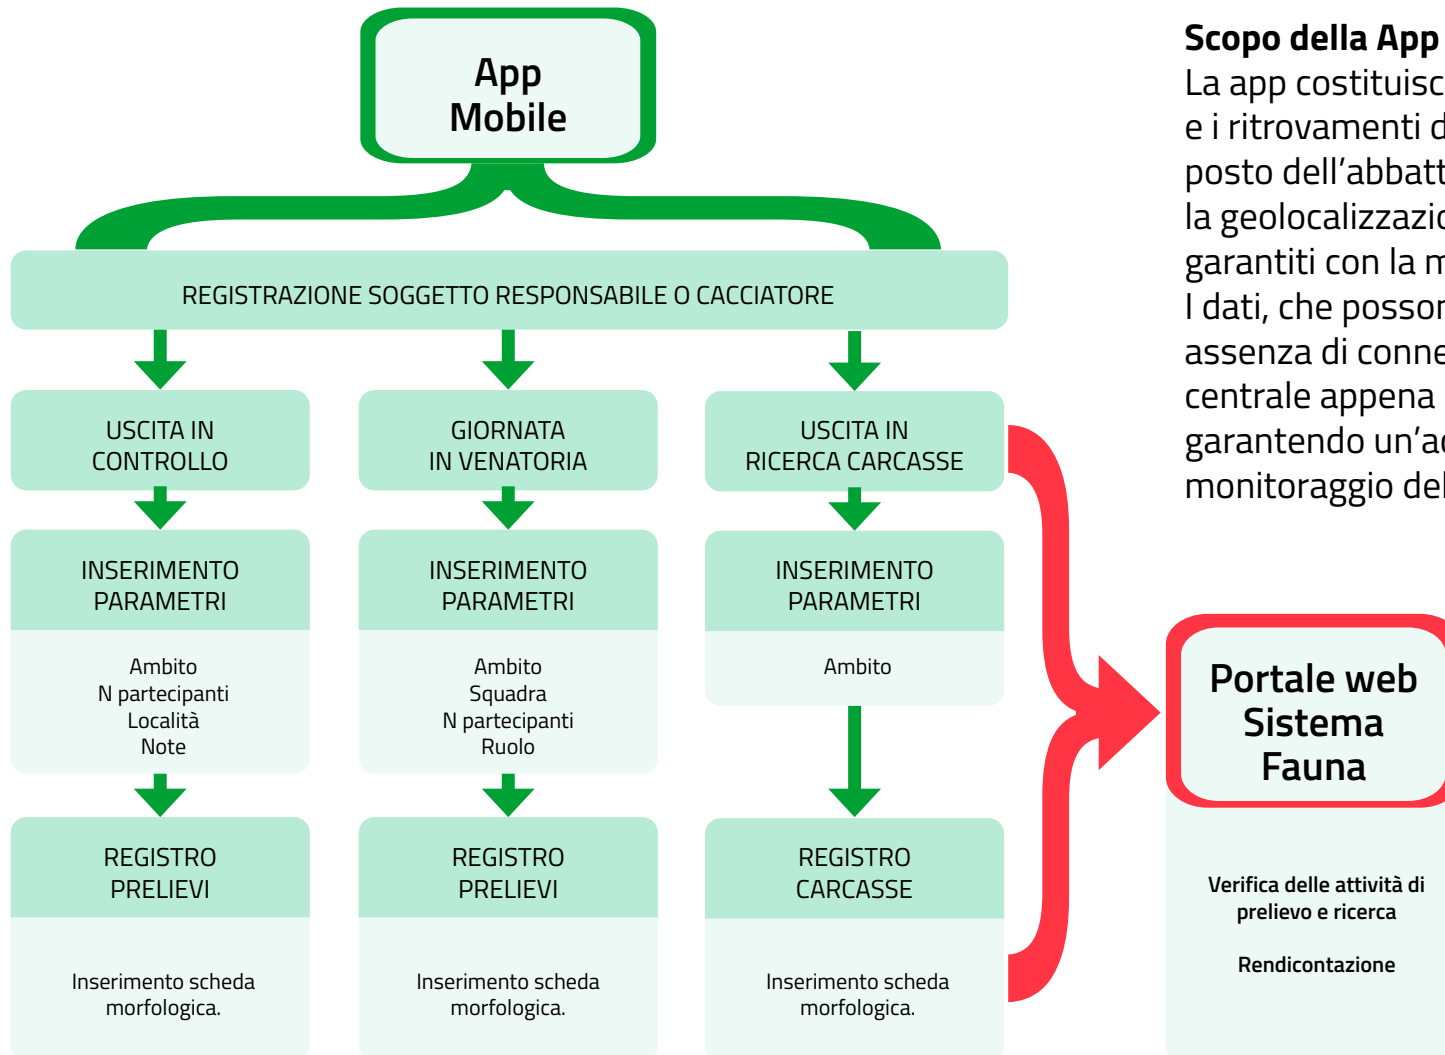 App
Mobile
REGISTRAZIONE SOGGETTO RESPONSABILE O CACCIATORE
USCITA IN
CONTROLLO
INSERIMENTO
PARAMETRI
Ambito
N partecipanti
Località
Note
REGISTRO
PRELIEVI
Inserimento scheda
morfologica.
GIORNATA
IN VENATORIA
INSERIMENTO
PARAMETRI
Ambito
Squadra
N partecipanti
Ruolo
REGISTRO
PRELIEVI
Inserimento scheda
morfologica.
USCITA IN
RICERCA CARCASSE
INSERIMENTO
PARAMETRI
Ambito
REGISTRO
CARCASSE
Inserimento scheda
morfologica.
Scopo della App
La app costituisc
e i ritrovamenti d
posto dell’abbatt
la geolocalizzazio
garantiti con la m
I dati, che posson
assenza di conne
centrale appena
garantendo un’ac
monitoraggio del
Portale web
Sistema
Fauna
Verifica delle attività di
prelievo e ricerca
Rendicontazione